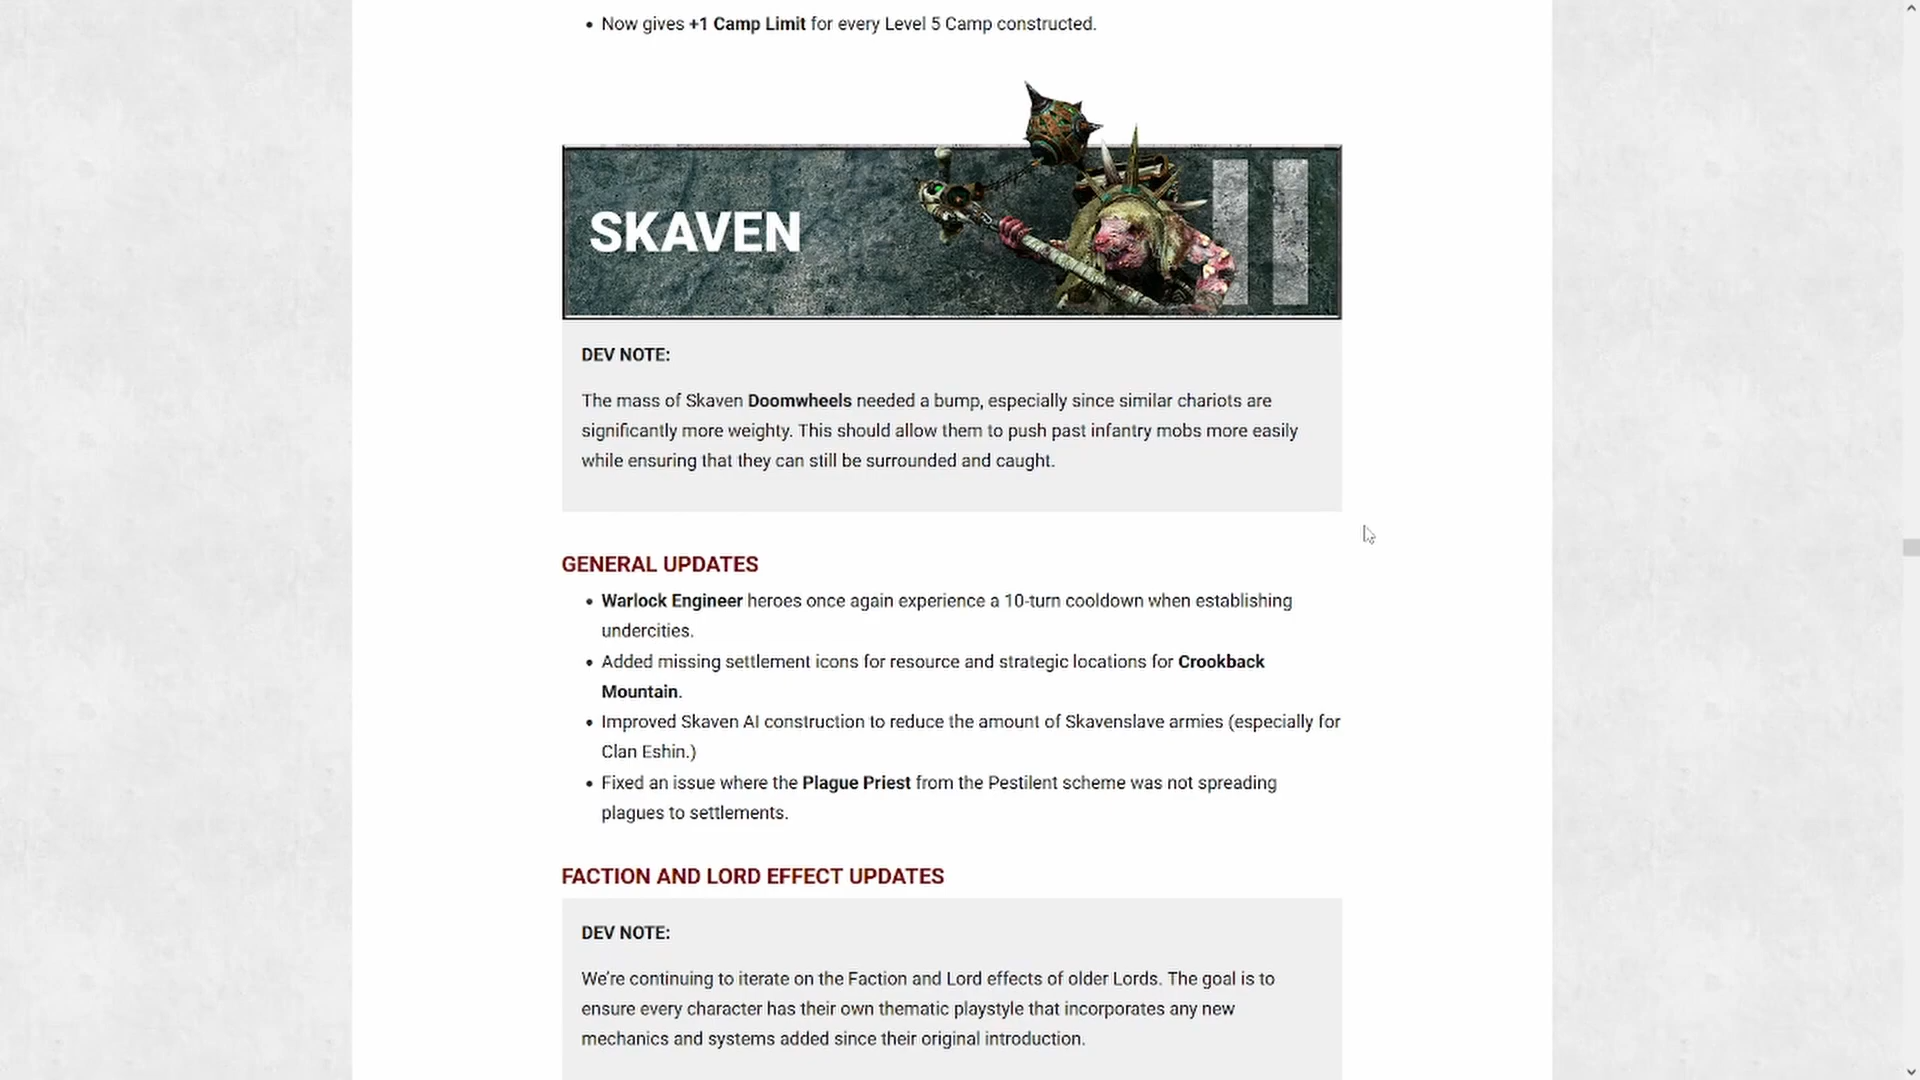 Now gives +1 Camp Limit for every Level 5 Camp constructed.
SKAVEN
DEV NOTE:
The mass of Skaven Doomwheels needed a bump, especially since similar chariots are
significantly more weighty. This should allow them to push past infantry mobs more easily
while ensuring that they can still be surrounded and caught.
GENERAL UPDATES
Warlock Engineer heroes once again experience a 10-turn cooldown when establishing
undercities.
Added missing settlement icons for resource and strategic locations for Crookback
Mountain.
Improved Skaven AI construction to reduce the amount of Skavenslave armies (especially for
Clan Eshin.)
Fixed an issue where the Plague Priest from the Pestilent scheme was not spreading
plagues to settlements.
FACTION AND LORD EFFECT UPDATES
DEV NOTE:
We’re continuing to iterate on the Faction and Lord effects of older Lords. The goal is to
ensure every character has their own thematic playstyle that incorporates any new
mechanics and systems added since their original introduction.